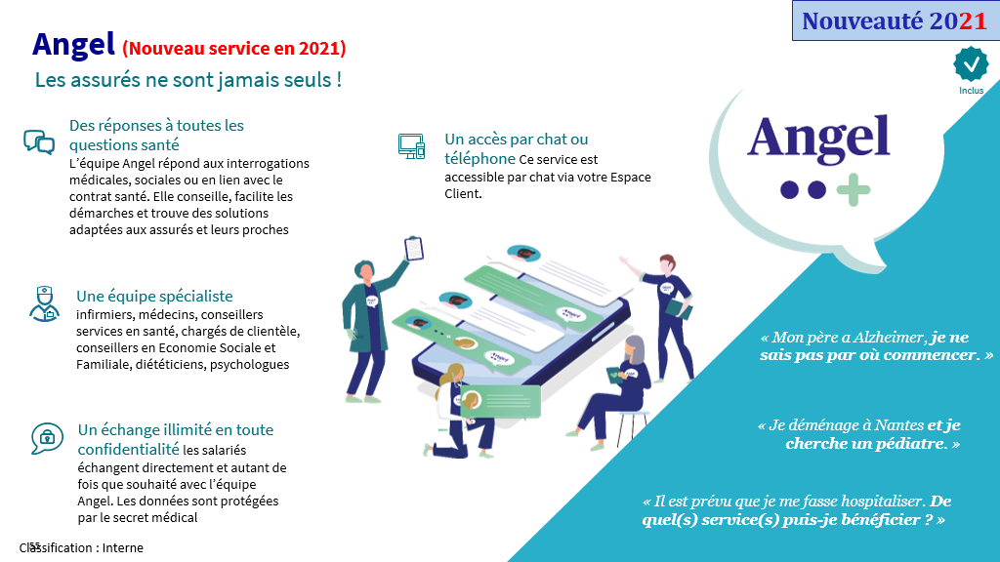 Nouveauté 2021
Angel (Nouveau service en 2021)
Les assurés ne sont jamais seuls !
Inclus
Des réponses à toutes les
questions santé
L'équipe Angel répond aux interrogations
médicales, sociales ou en lien avec le
contrat santé. Elle conseille, facilite les
démarches et trouve des solutions
adaptées aux assurés et leurs proches
Un accès par chat ou
téléphone Ce service est
accessible par chat via votre Espace
Client.
Angel
Une équipe spécialiste
infirmiers, médecins, conseillers
services en santé, chargés de clientèle,
conseillers en Economie Sociale et
Familiale, diététiciens, psychologues
Angel
Angel
« Mon père a Alzheimer, je ne
sais pas par où commencer. »
Un échange illimité en toute
confidentialité les salariés
échangent directement et autant de
fois que souhaité avec l'équipe
Angel. Les données sont protégées
par le secret médical
« Je déménage à Nantes et je
cherche un pédiatre. »
« Il est prévu que je me fasse hospitaliser. De
quel(s) service(s) puis-je bénéficier ? »
55
Classification : Interne